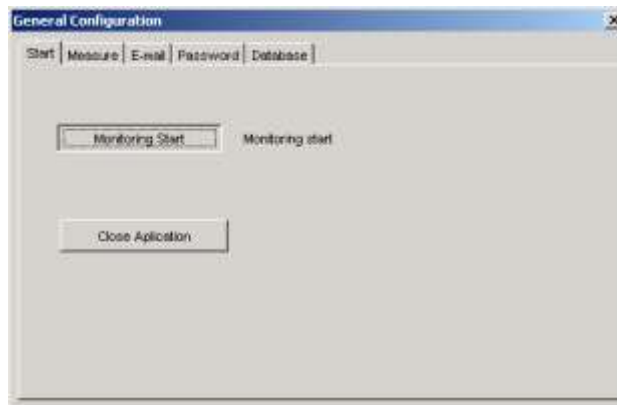 General Configuration
Start Measure E-mail Password Database
Monitoring Start Monitoring start
Close Aplication